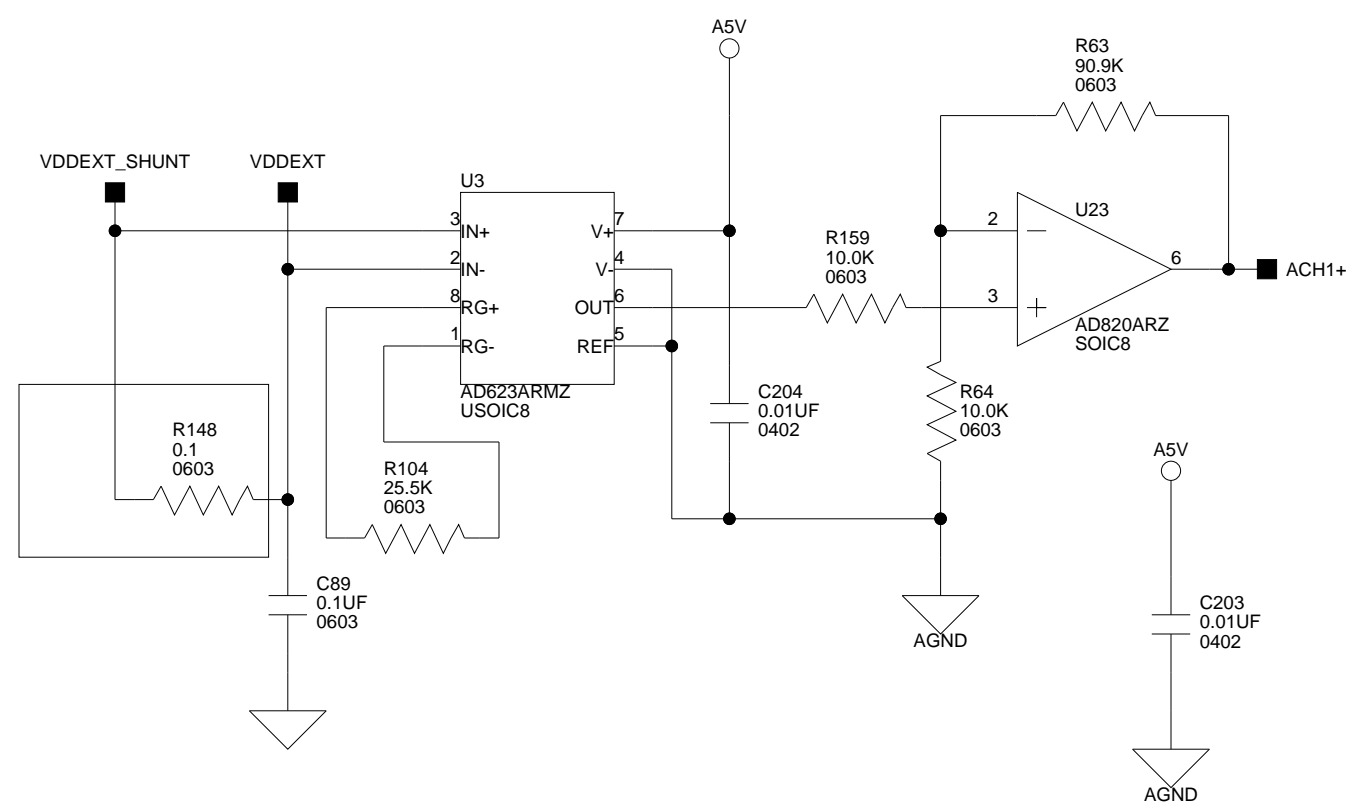 A5V
R63
90.9K
0603
VDDEXT_SHUNT
VDDEXT
U3
3
IN+
2
IN-
8
RG+
1
RG-
7
V+
4
V-
6
OUT
5
REF
AD623ARMZ
USOIC8
R159
10.0K
0603
U23
2
3
6
ACH1+
AD820ARZ
SOIC8
R148
0.1
0603
R104
25.5K
0603
C204
0.01UF
0402
R64
10.0K
0603
C89
0.1UF
0603
AGND
A5V
C203
0.01UF
0402
AGND